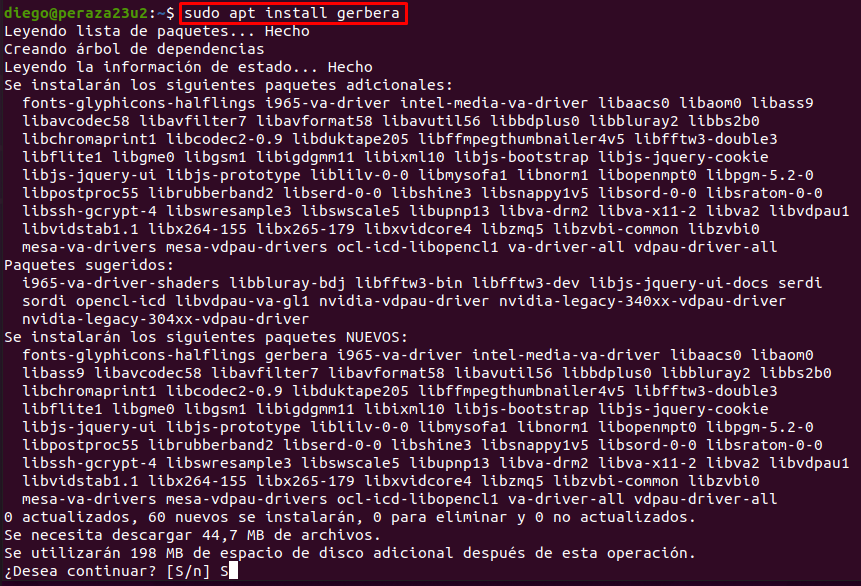 diego@peraza23u2:~$ sudo apt install gerbera
Leyendo lista de paquetes... Hecho
Creando árbol de dependencias
Leyendo la información de estado... Hecho
Se instalarán los siguientes paquetes adicionales:
  fonts-glyphicons-halflings i965-va-driver intel-media-va-driver libaacs0 libaom0 libass9
  libavcodec58 libavfilter7 libavformat58 libavutil56 libbdplus0 libbluray2 libbs2b0
  libchromaprint1 libcodec2-0.9 libduktape205 libffmpegthumbnailer4v5 libfftw3-double3
  libflite1 libgme0 libgsm1 libigdgmm11 libixml10 libjs-bootstrap libjs-jquery-cookie
  libjs-jquery-ui libjs-prototype liblilv-0-0 libmysofa1 libnorm1 libopenmpt0 libpgm-5.2-0
  libpostproc55 librubberband2 libserd-0-0 libshine3 libsnappy1v5 libsord-0-0 libsratom-0-0
  libssh-gcrypt-4 libswresample3 libswscale5 libupnp13 libva-drm2 libva-x11-2 libva2 libvdpau1
  libvidstab1.1 libx264-155 libx265-179 libxvidcore4 libzmq5 libzvbi-common libzvbi0
  mesa-va-drivers mesa-vdpau-drivers ocl-icd-libopencl1 va-driver-all vdpau-driver-all
Paquetes sugeridos:
  i965-va-driver-shaders libbluray-bdj libfftw3-bin libfftw3-dev libjs-jquery-ui-docs serdi
  sordi opencl-icd libvdpau-va-gl1 nvidia-vdpau-driver nvidia-legacy-340xx-vdpau-driver
  nvidia-legacy-304xx-vdpau-driver
Se instalarán los siguientes paquetes NUEVOS:
  fonts-glyphicons-halflings gerbera i965-va-driver intel-media-va-driver libaacs0 libaom0
  libass9 libavcodec58 libavfilter7 libavformat58 libavutil56 libbdplus0 libbluray2 libbs2b0
  libchromaprint1 libcodec2-0.9 libduktape205 libffmpegthumbnailer4v5 libfftw3-double3
  libflite1 libgme0 libgsm1 libigdgmm11 libixml10 libjs-bootstrap libjs-jquery-cookie
  libjs-jquery-ui libjs-prototype liblilv-0-0 libmysofa1 libnorm1 libopenmpt0 libpgm-5.2-0
  libpostproc55 librubberband2 libserd-0-0 libshine3 libsnappy1v5 libsord-0-0 libsratom-0-0
  libssh-gcrypt-4 libswresample3 libswscale5 libupnp13 libva-drm2 libva-x11-2 libva2 libvdpau1
  libvidstab1.1 libx264-155 libx265-179 libxvidcore4 libzmq5 libzvbi-common libzvbi0
  mesa-va-drivers mesa-vdpau-drivers ocl-icd-libopencl1 va-driver-all vdpau-driver-all
0 actualizados, 60 nuevos se instalarán, 0 para eliminar y 0 no actualizados.
Se necesita descargar 44,7 MB de archivos.
Se utilizarán 198 MB de espacio de disco adicional después de esta operación.
¿Desea continuar? [S/n] S